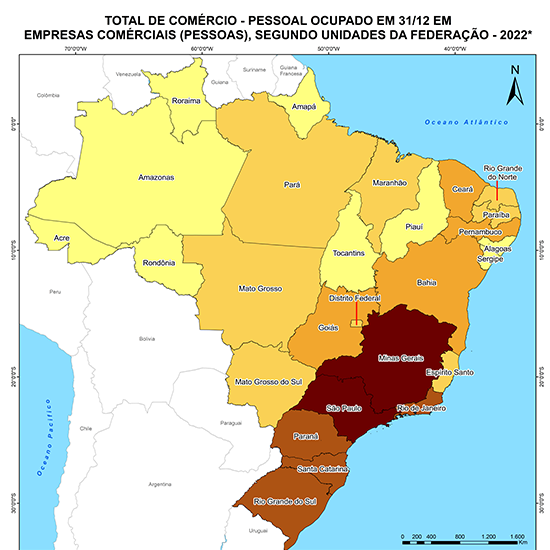 TOTAL DE COMÉRCIO - PESSOAL OCUPADO EM 31/12 EM
EMPRESAS COMÉRCIAIS (PESSOAS), SEGUNDO UNIDADES DA FEDERAÇÃO - 2022*
70°0'0"O
60°0'0"O
50°0'0"O
40°0'0"O
Venezuela
Guiana
Suriname
Guiana
Francesa
Colômbia
N
Roraima
Amapá
Oceano Atlântico
0°0'0"
Rio Grande
do Norte
Amazonas
Pará
Maranhão
Ceará
Paraíba
Piauí
Pernambuco
Acre
Alagoas
Sergipe
10°0'0"S
Rondônia
Tocantins
Bahia
Peru
Mato Grosso
Distrito Federal
Goiás
Bolívia
Minas Gerais
Espírito Santo
20°0'0"S
Mato Grosso do Sul
São Paulo
Rio de Janeiro
Paraguai
Oceano Pacífico
Chile
Paraná
Santa Catarina
Argentina
Rio Grande do Sul
30°0'0"S
Uruguai
0 200 400 800 1.200 1.600
Km